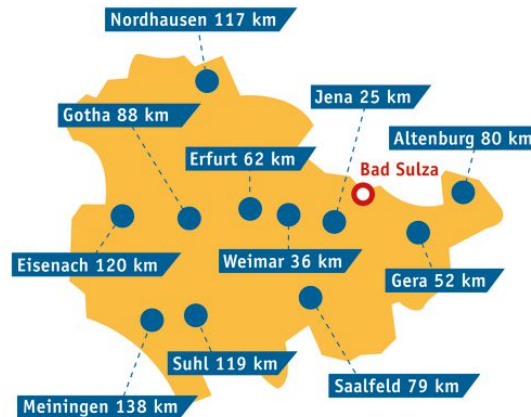 Nordhausen 117 km
Jena 25 km
Gotha 88 km
Altenburg 80 km
Erfurt 62 km
Bad Sulza
Eisenach 120 km
Weimar 36 km
Gera 52 km
Suhl 119 km
Saalfeld 79 km
Meiningen 138 km